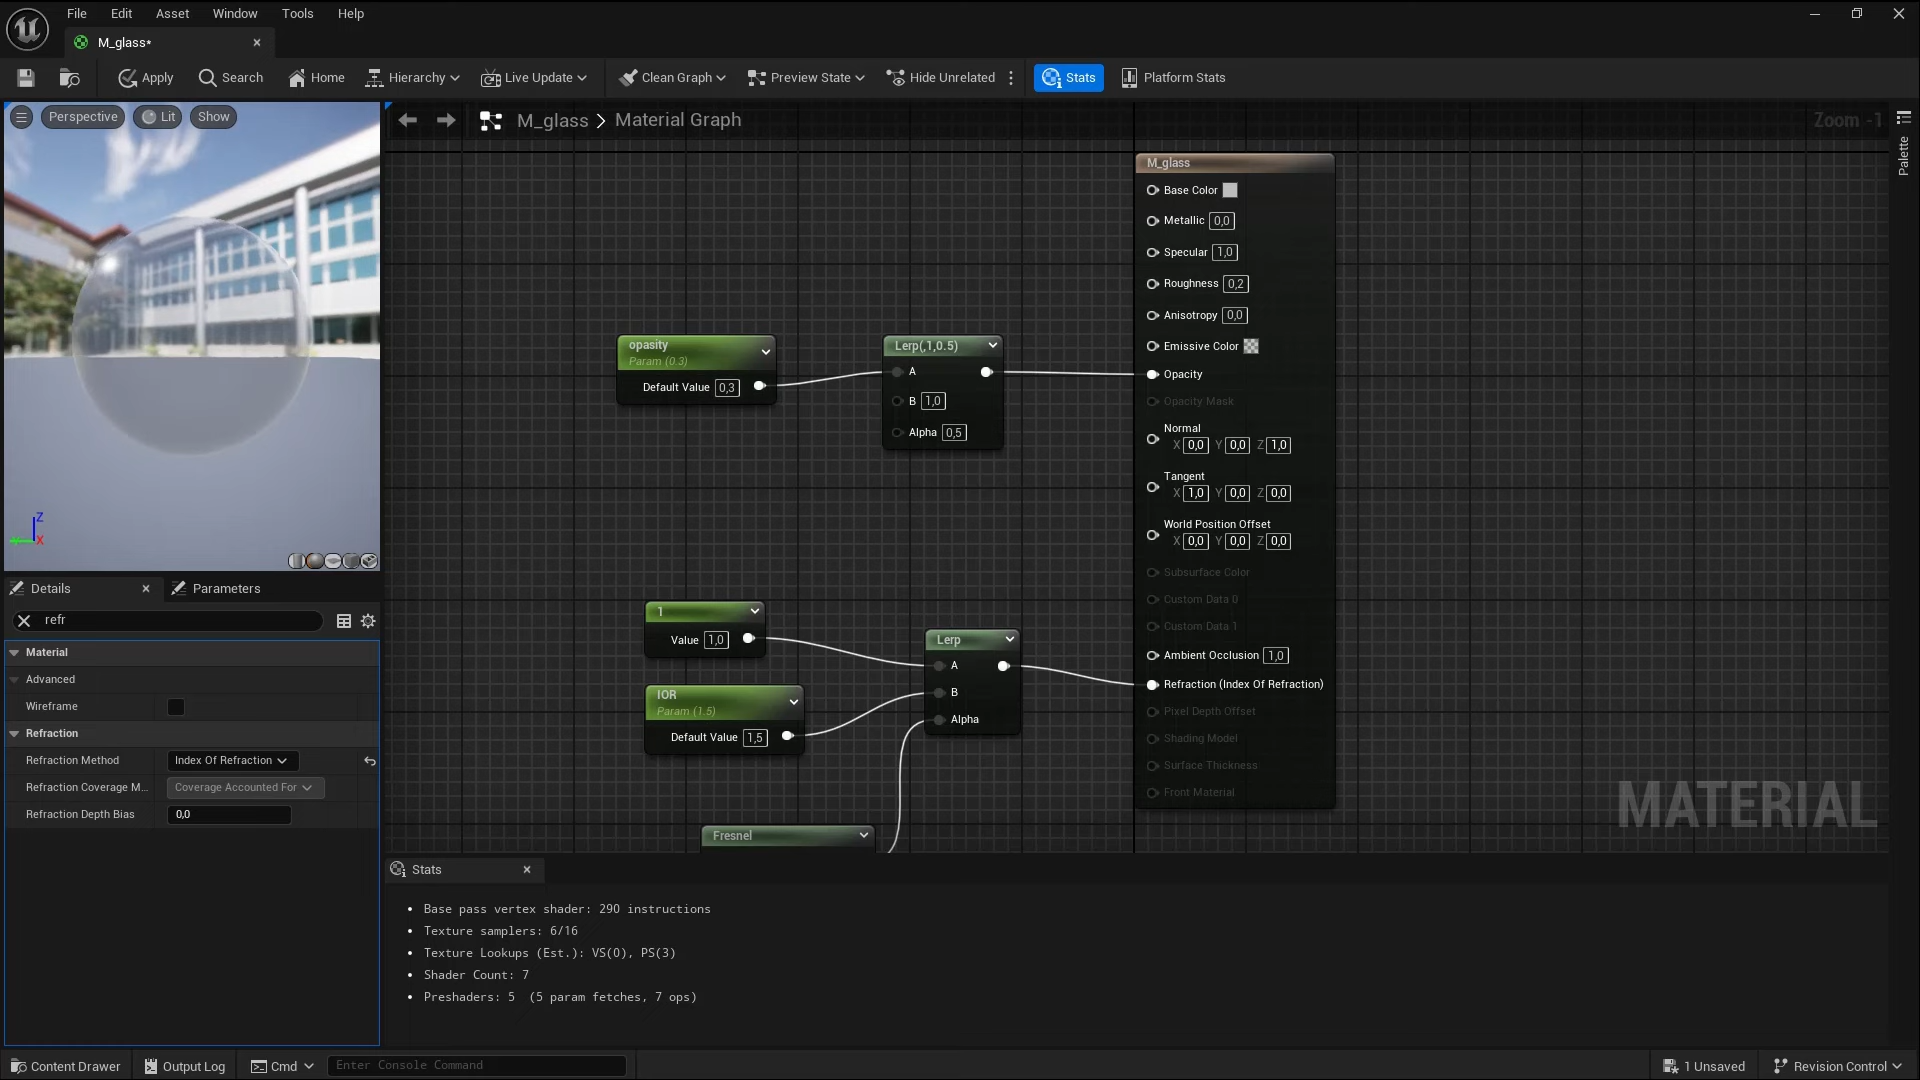 File Edit Asset Window Tools Help
M_glass*
Apply Search Home Hierarchy Live Update Clean Graph Preview State Hide Unrelated Stats Platform Stats
Perspective Lit Show
M_glass > Material Graph
Zoom -1
Palette
Z
X
M_glass
Base Color
Metallic 0,0
Specular 1,0
Roughness 0,2
Anisotropy 0,0
Emissive Color
Opacity
Opacity Mask
Normal
X 0,0 Y 0,0 Z 1,0
Tangent
X 1,0 Y 0,0 Z 0,0
World Position Offset
X 0,0 Y 0,0 Z 0,0
Subsurface Color
Custom Data 0
Custom Data 1
Ambient Occlusion 1,0
Refraction (Index Of Refraction)
Pixel Depth Offset
Shading Model
Surface Thickness
Front Material
opasity
Param (0.3)
Default Value 0,3
Lerp(,1,0.5)
A
B 1,0
Alpha 0,5
1
Value 1,0
IOR
Param (1.5)
Default Value 1,5
Lerp
A
B
Alpha
Fresnel
MATERIAL
Details Parameters
refr
Material
Advanced
Wireframe
Refraction
Refraction Method Index Of Refraction
Refraction Coverage M... Coverage Accounted For
Refraction Depth Bias 0,0
Stats
• Base pass vertex shader: 290 instructions
• Texture samplers: 6/16
• Texture Lookups (Est.): VS(0), PS(3)
• Shader Count: 7
• Preshaders: 5 (5 param fetches, 7 ops)
Content Drawer Output Log Cmd Enter Console Command 1 Unsaved Revision Control